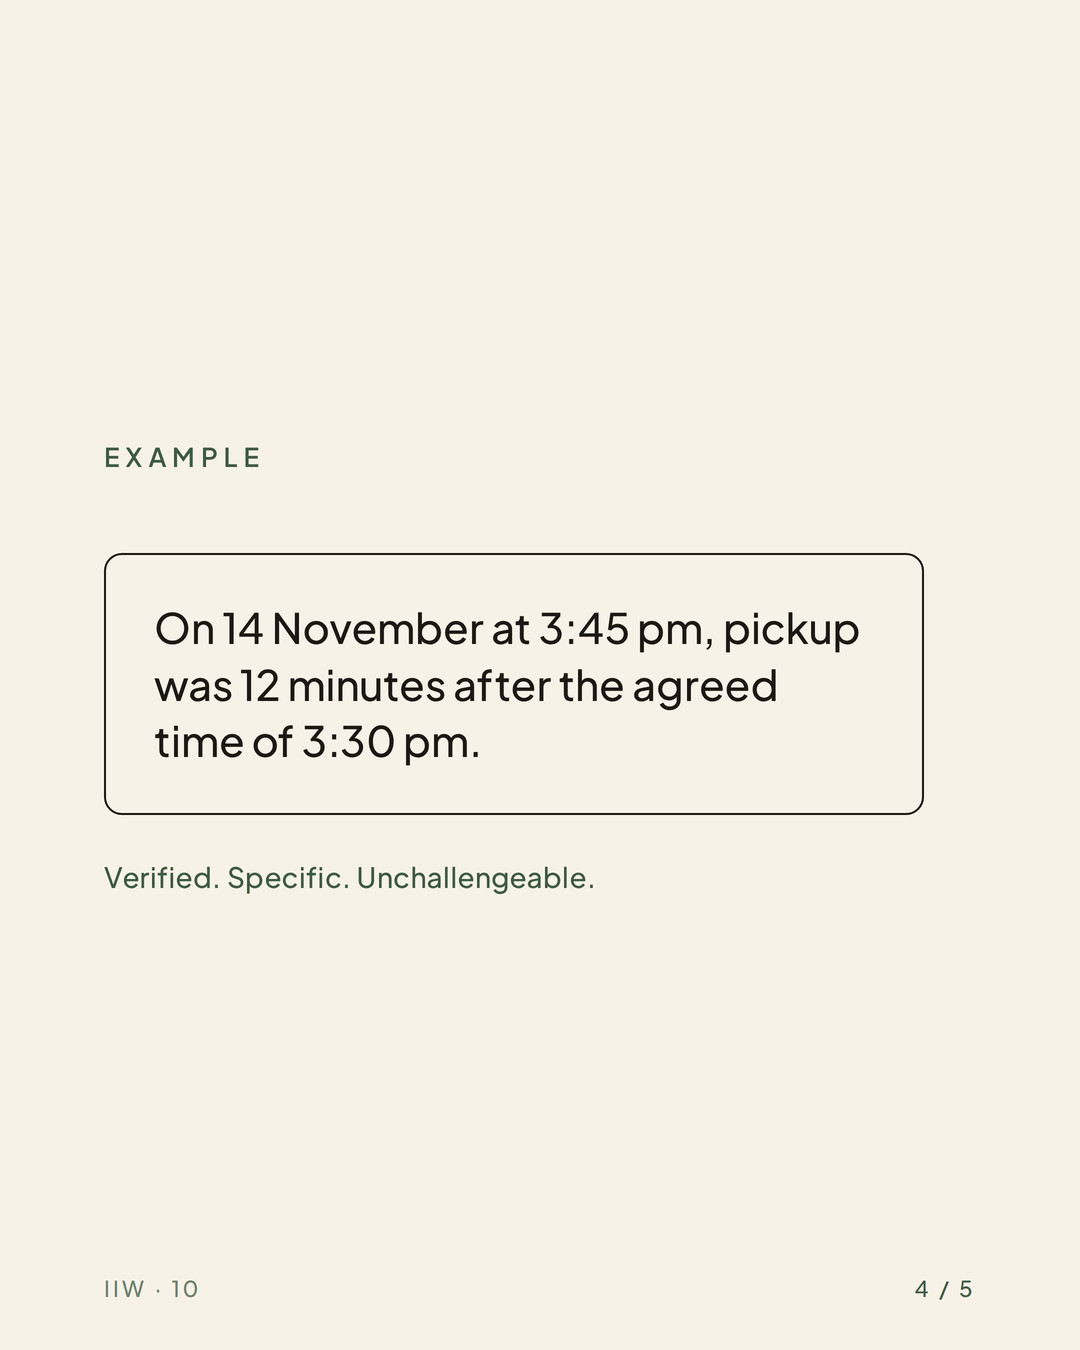 EXAMPLE
On 14 November at 3:45 pm, pickup
was 12 minutes after the agreed
time of 3:30 pm.
Verified. Specific. Unchallengeable.
IIW · 10
4 / 5